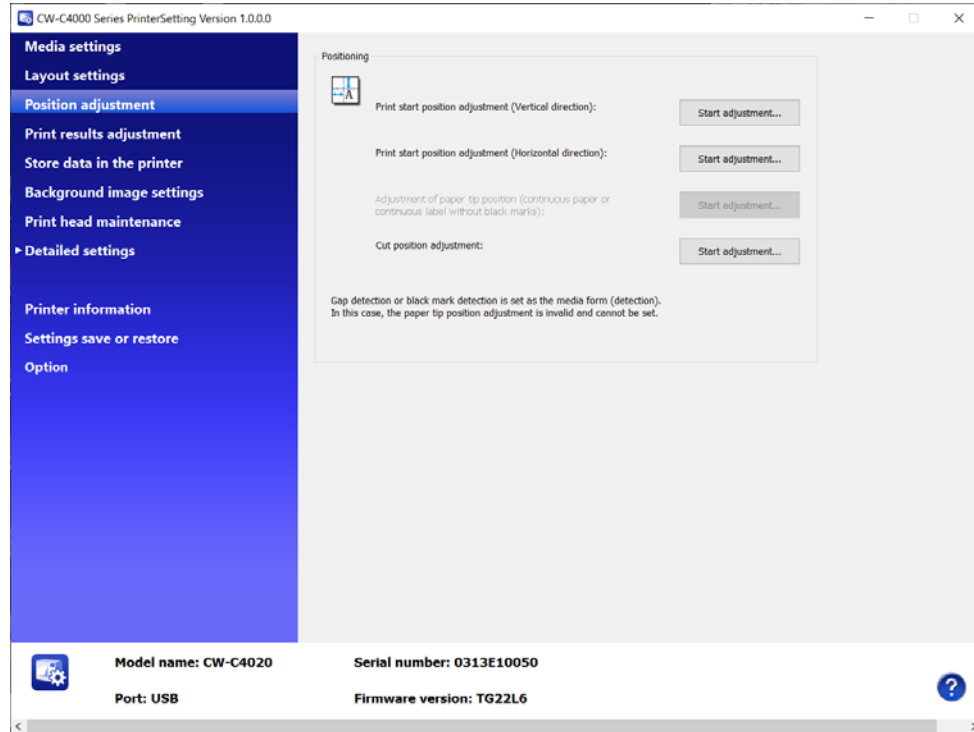 CW-C4000 Series PrinterSetting Version 1.0.0.0
Media settings
Layout settings
Position adjustment
Print results adjustment
Store data in the printer
Background image settings
Print head maintenance
Detailed settings
Printer information
Settings save or restore
Option
Positioning
A
Print start position adjustment (Vertical direction):
Start adjustment...
Print start position adjustment (Horizontal direction):
Start adjustment...
Adjustment of paper tip position (continuous paper or
continuous label without black marks):
Start adjustment...
Cut position adjustment:
Start adjustment...
Gap detection or black mark detection is set as the media form (detection).
In this case, the paper tip position adjustment is invalid and cannot be set.
Model name: CW-C4020
Serial number: 0313E10050
Port: USB
Firmware version: TG22L6
?